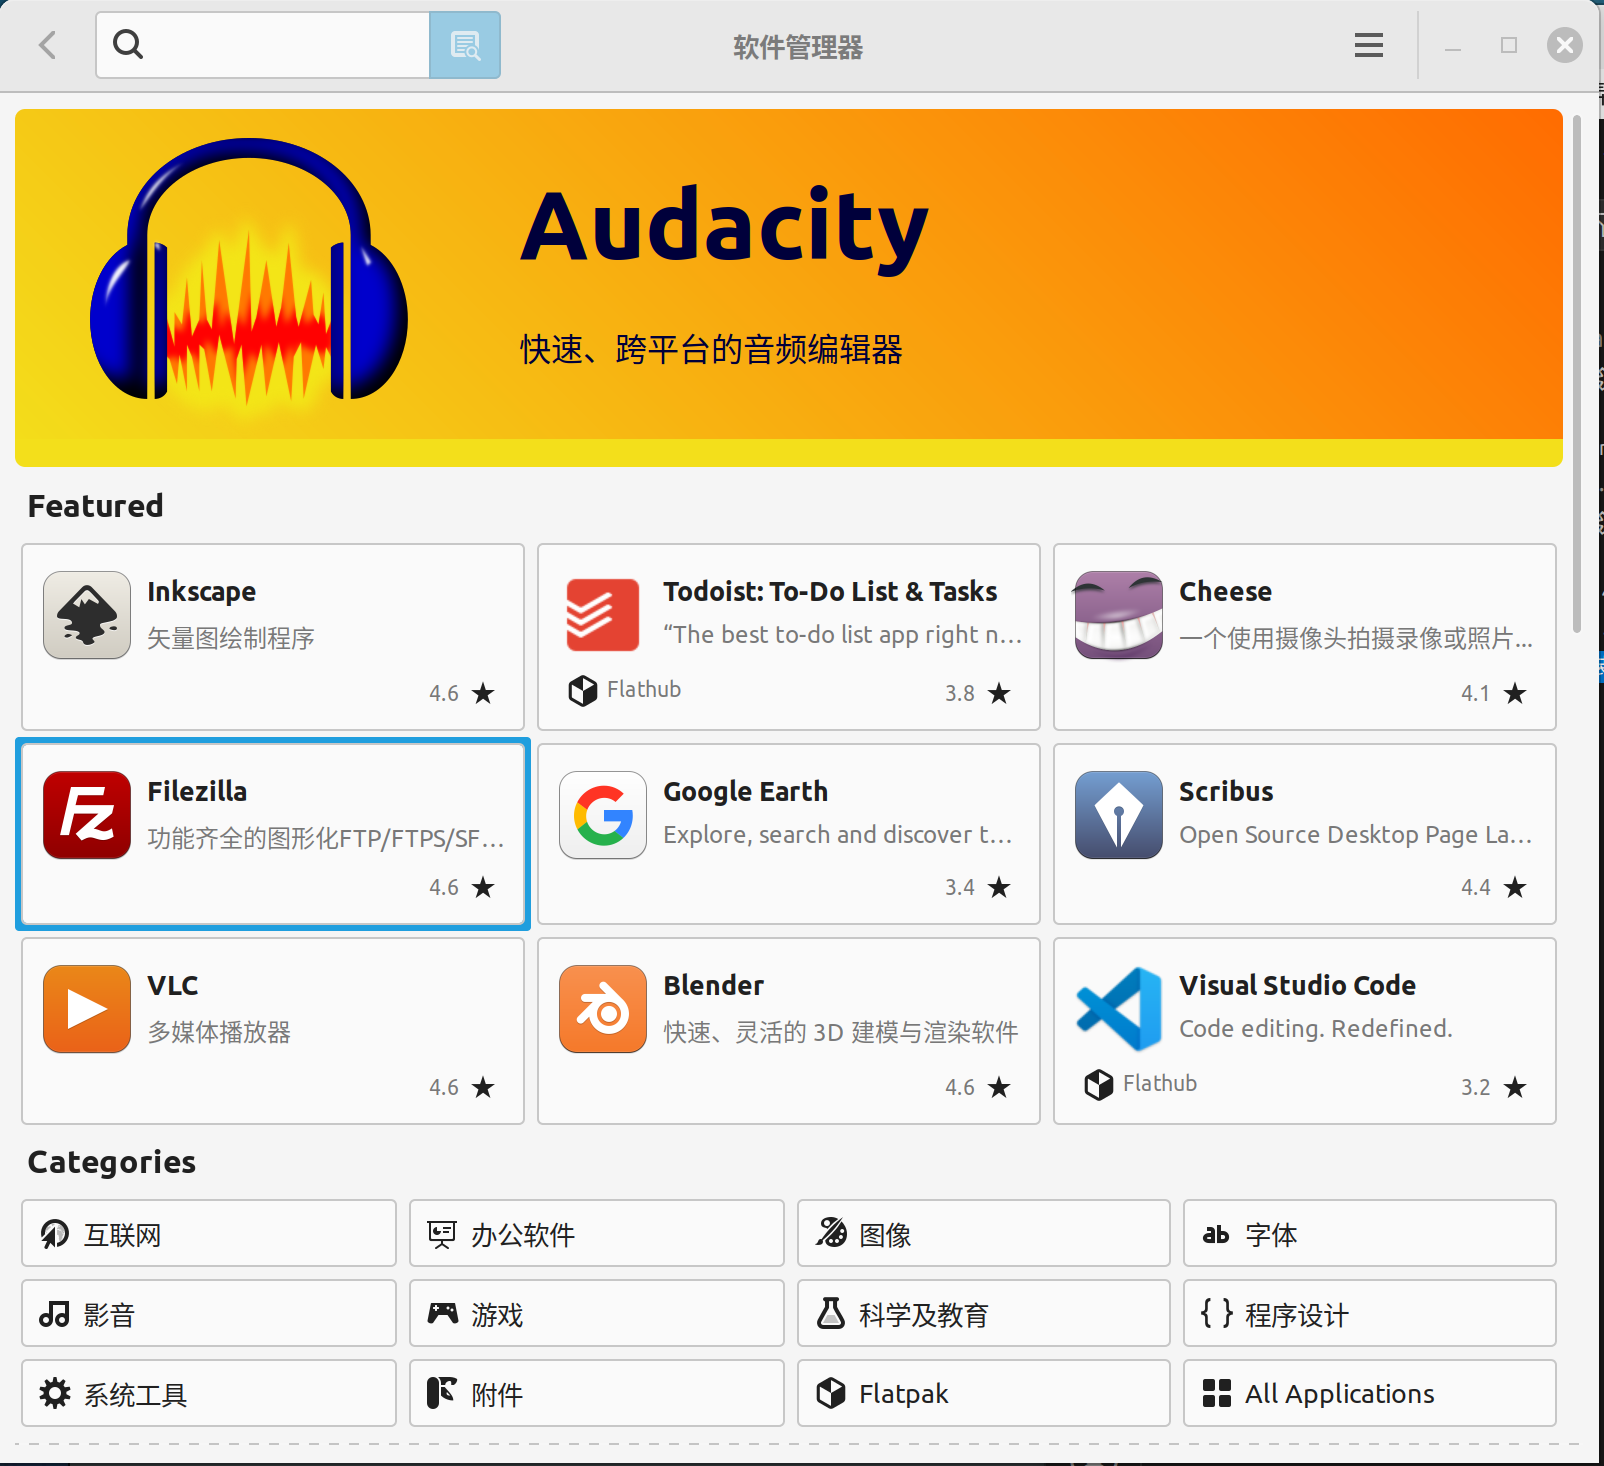 软件管理器
Audacity
快速、跨平台的音频编辑器
Featured
Inkscape
矢量图绘制程序
4.6
Todoist: To-Do List & Tasks
“The best to-do list app right n...
Flathub
3.8
Cheese
一个使用摄像头拍摄录像或照片...
4.1
Filezilla
功能齐全的图形化FTP/FTPS/SF...
4.6
Google Earth
Explore, search and discover t...
3.4
Scribus
Open Source Desktop Page La...
4.4
VLC
多媒体播放器
4.6
Blender
快速、灵活的 3D 建模与渲染软件
4.6
Visual Studio Code
Code editing. Redefined.
Flathub
3.2
Categories
互联网
办公软件
图像
ab 字体
影音
游戏
科学及教育
{ } 程序设计
系统工具
附件
Flatpak
All Applications